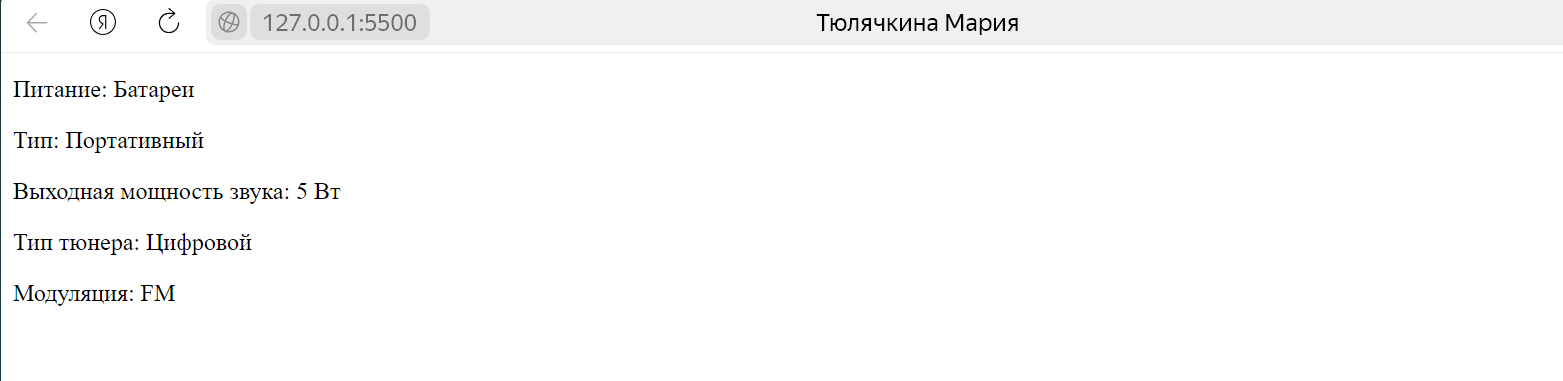 Я 127.0.0.1:5500 Тюлячкина Мария
Питание: Батареи
Тип: Портативный
Выходная мощность звука: 5 Вт
Тип тюнера: Цифровой
Модуляция: FM